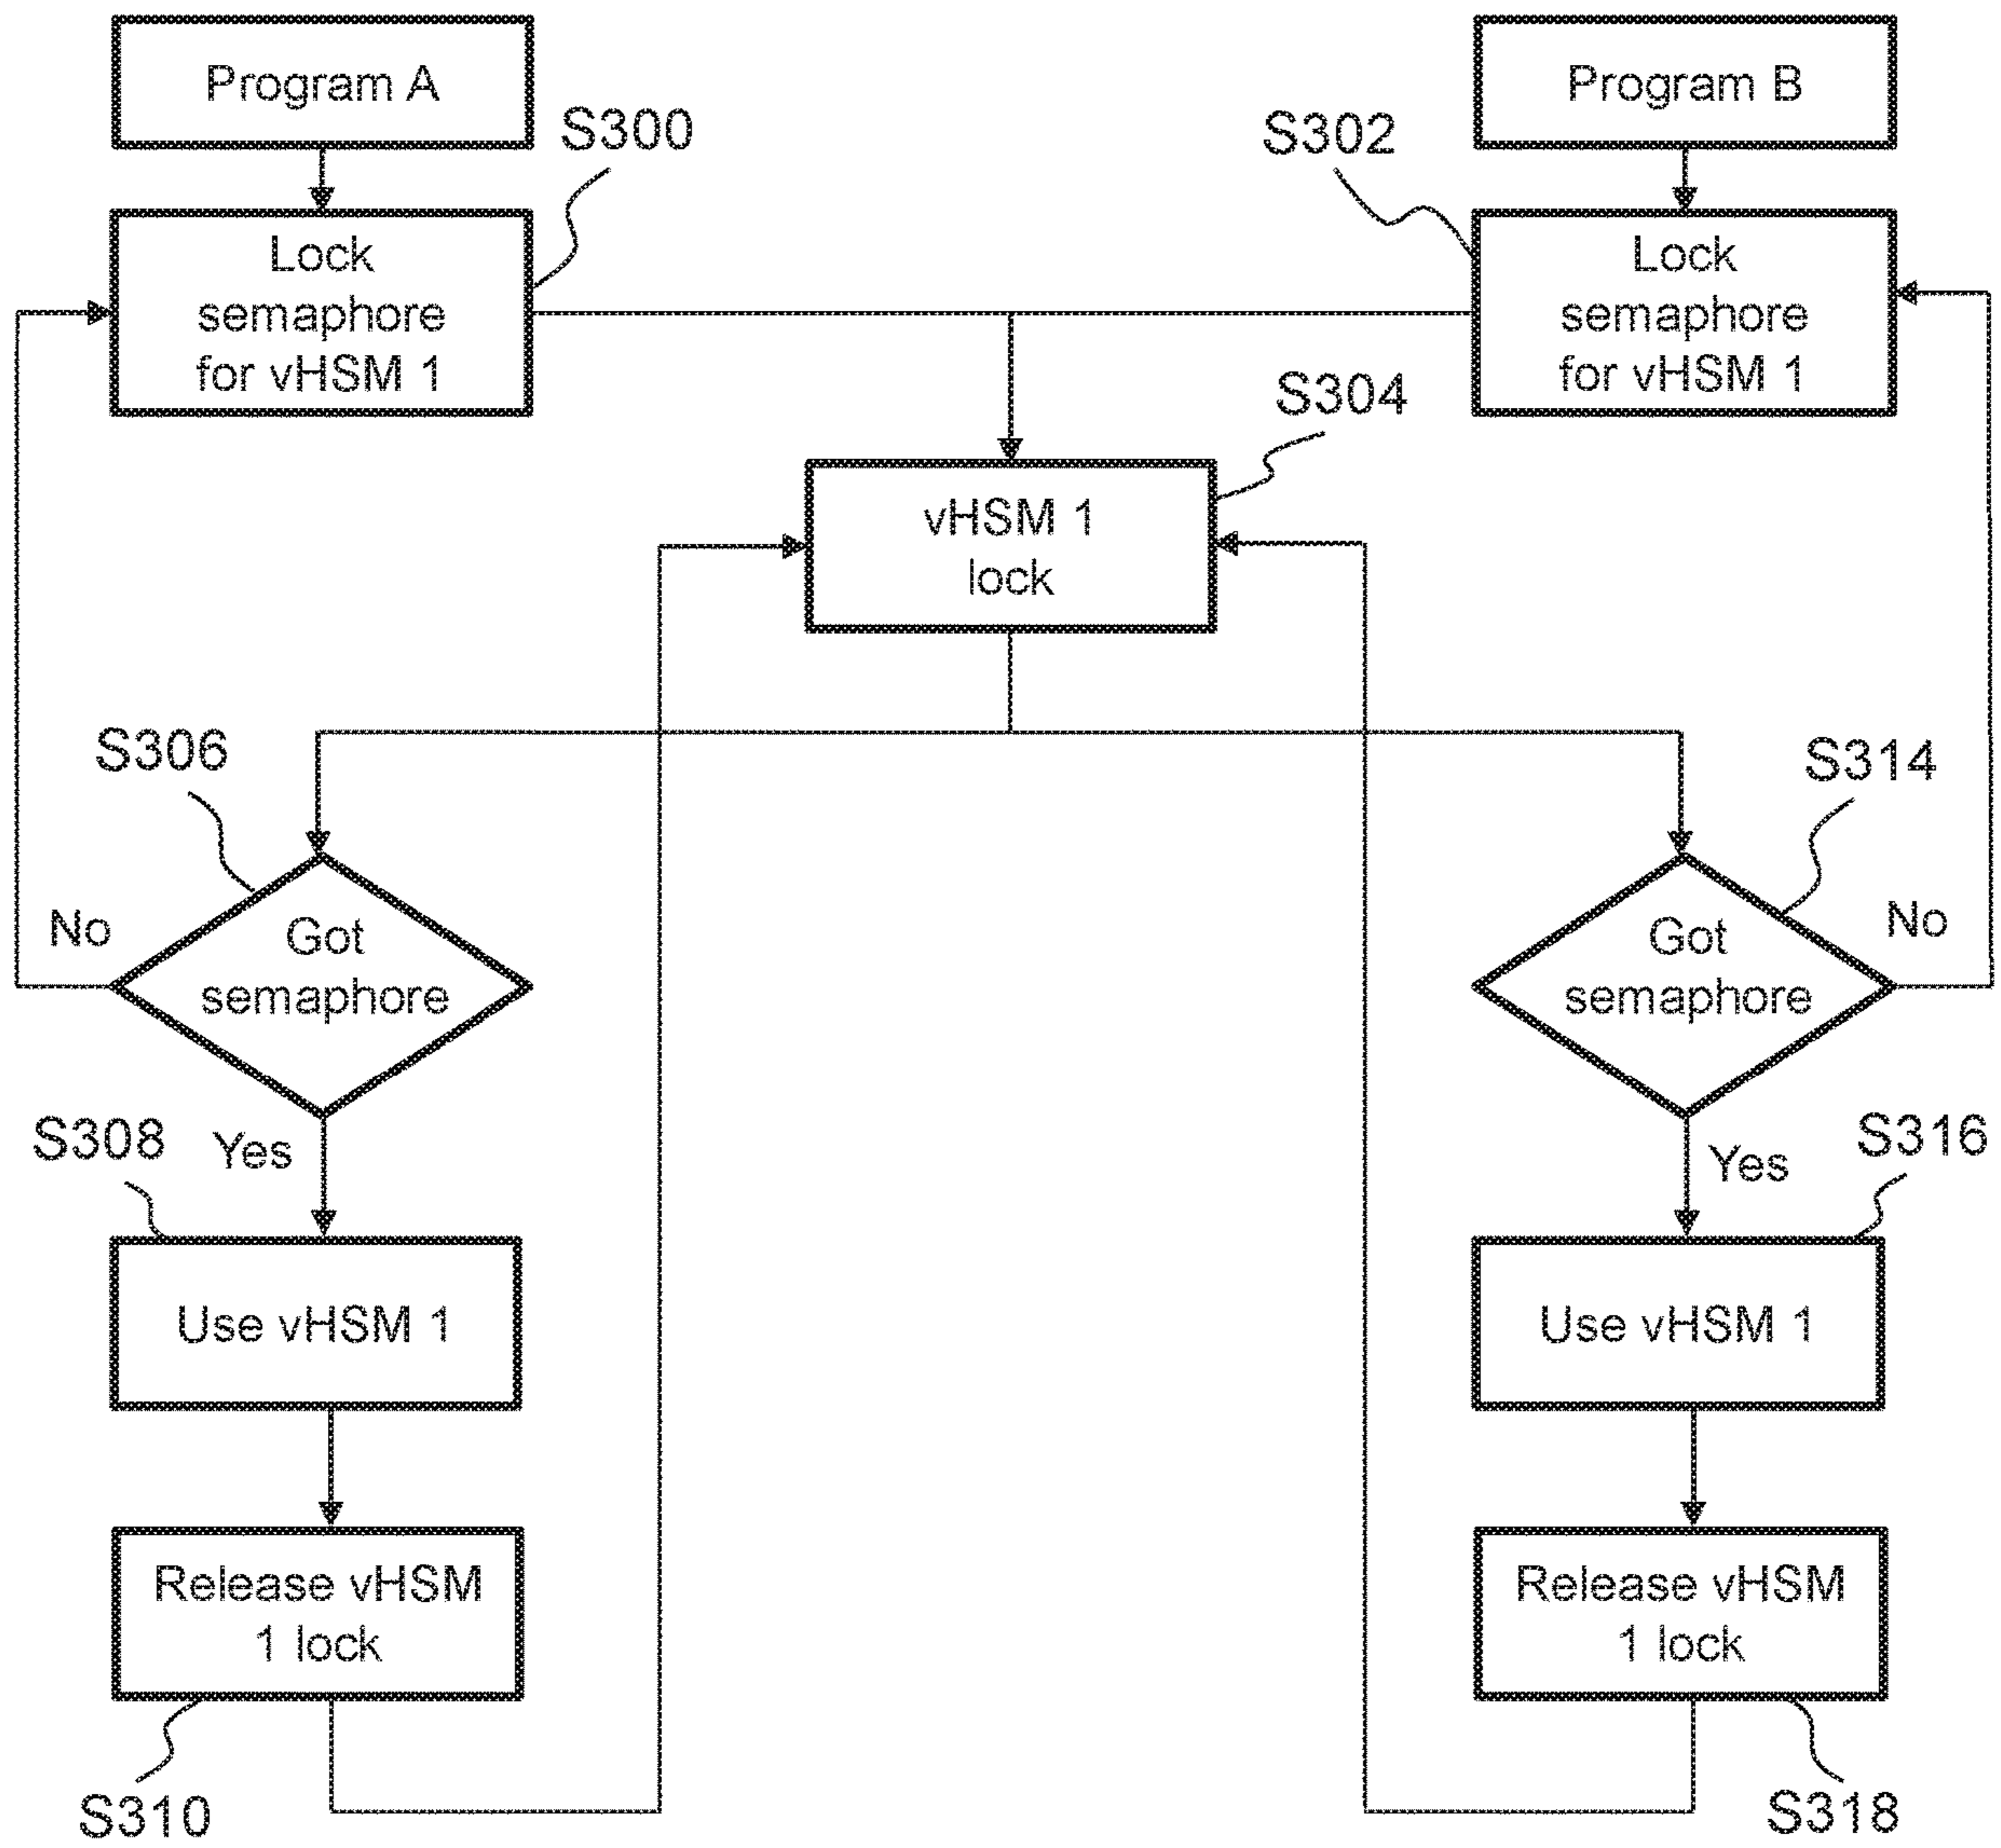 Program A
Program B
S300
S302
Lock
semaphore
for vHSM 1
Lock
semaphore
for vHSM 1
S304
vHSM 1
lock
S306
S314
No
Got
semaphore
Got
semaphore
No
S308
Yes
Yes
S316
Use vHSM 1
Use vHSM 1
Release vHSM
1 lock
Release vHSM
1 lock
S310
S318